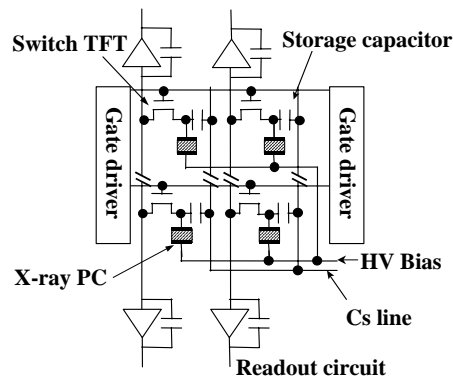 Switch TFT
Storage capacitor
Gate driver
Gate driver
X-ray PC
HV Bias
Cs line
Readout circuit